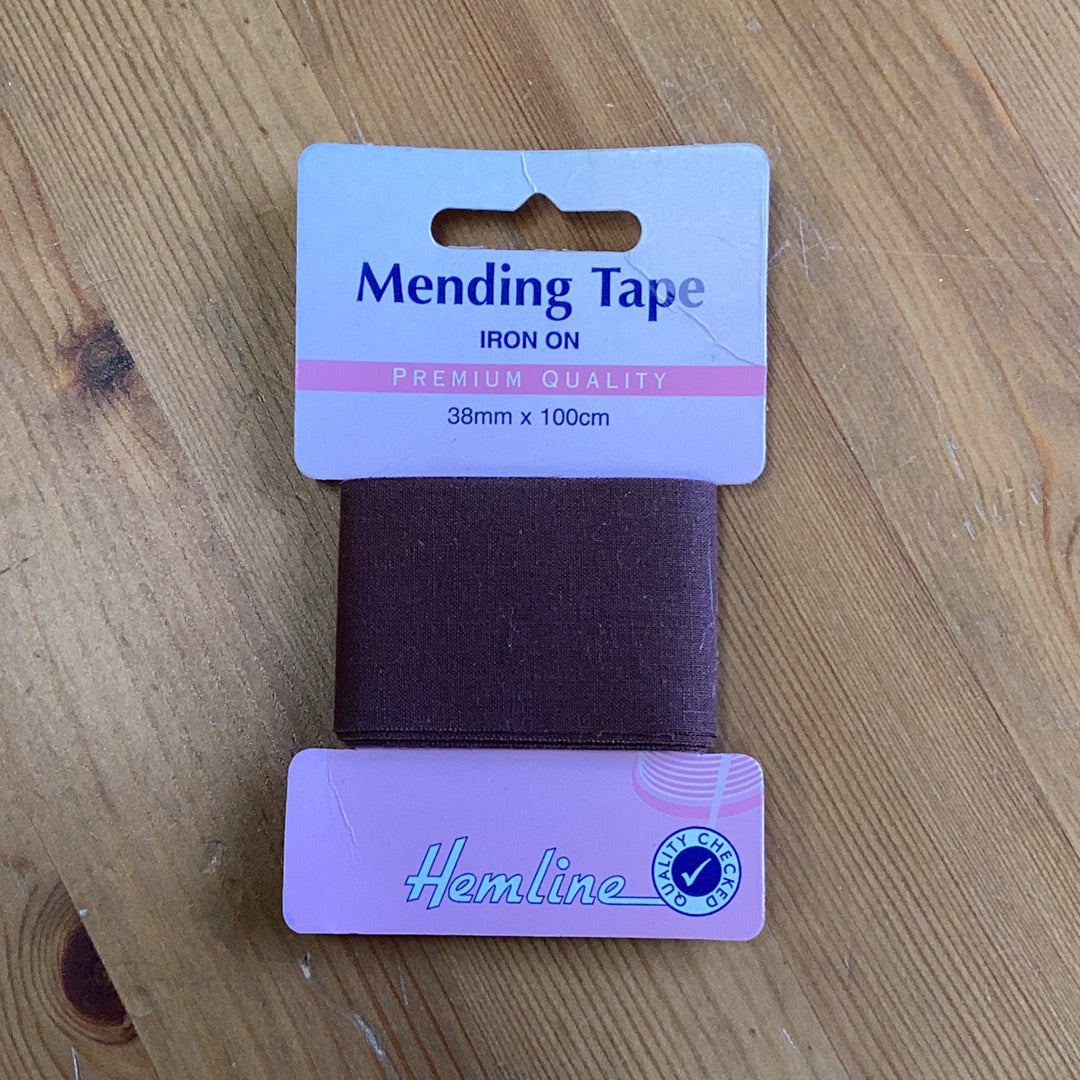 Mending Tape
IRON ON
PREMIUM QUALITY
38mm x 100cm
Hemline
QUALITY CHECKED